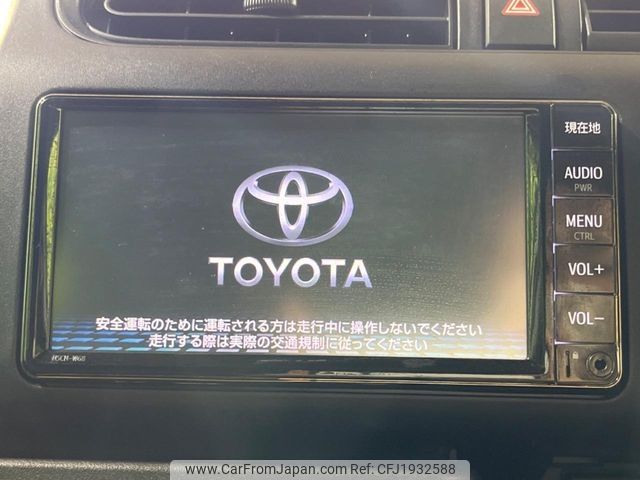 現在地
AUDIO
PWR
MENU
CTRL
VOL+
VOL−
TOYOTA
安全運転のために運転される方は走行中に操作しないでください
走行する際は実際の交通規制に従ってください
NSCN-W68
www.CarFromJapan.com REF ID: CFJ1932588